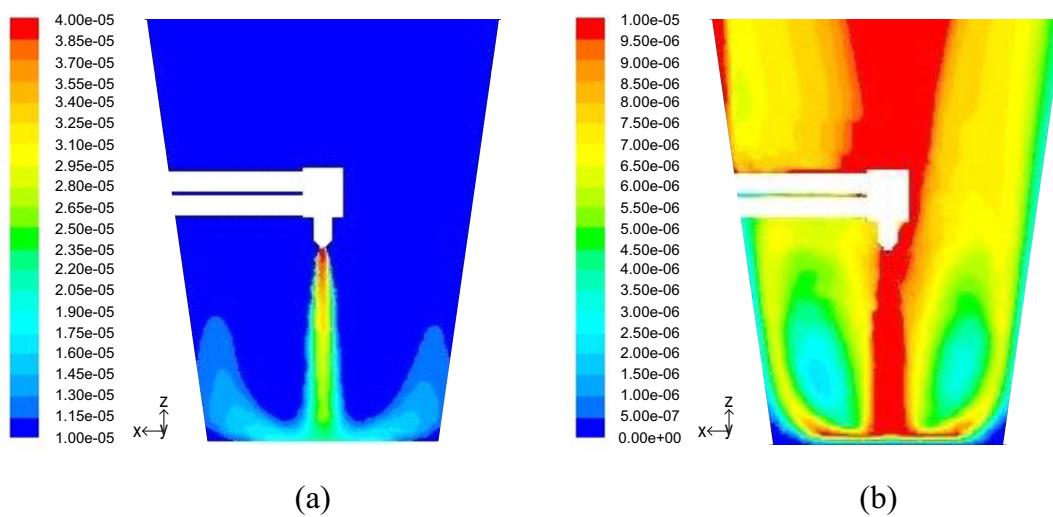 4.00e-05
3.85e-05
3.70e-05
3.55e-05
3.40e-05
3.25e-05
3.10e-05
2.95e-05
2.80e-05
2.65e-05
2.50e-05
2.35e-05
2.20e-05
2.05e-05
1.90e-05
1.75e-05
1.60e-05
1.45e-05
1.30e-05
1.15e-05
1.00e-05
z
x
y
(a)
1.00e-05
9.50e-06
9.00e-06
8.50e-06
8.00e-06
7.50e-06
7.00e-06
6.50e-06
6.00e-06
5.50e-06
5.00e-06
4.50e-06
4.00e-06
3.50e-06
3.00e-06
2.50e-06
2.00e-06
1.50e-06
1.00e-06
5.00e-07
0.00e+00
z
x
y
(b)